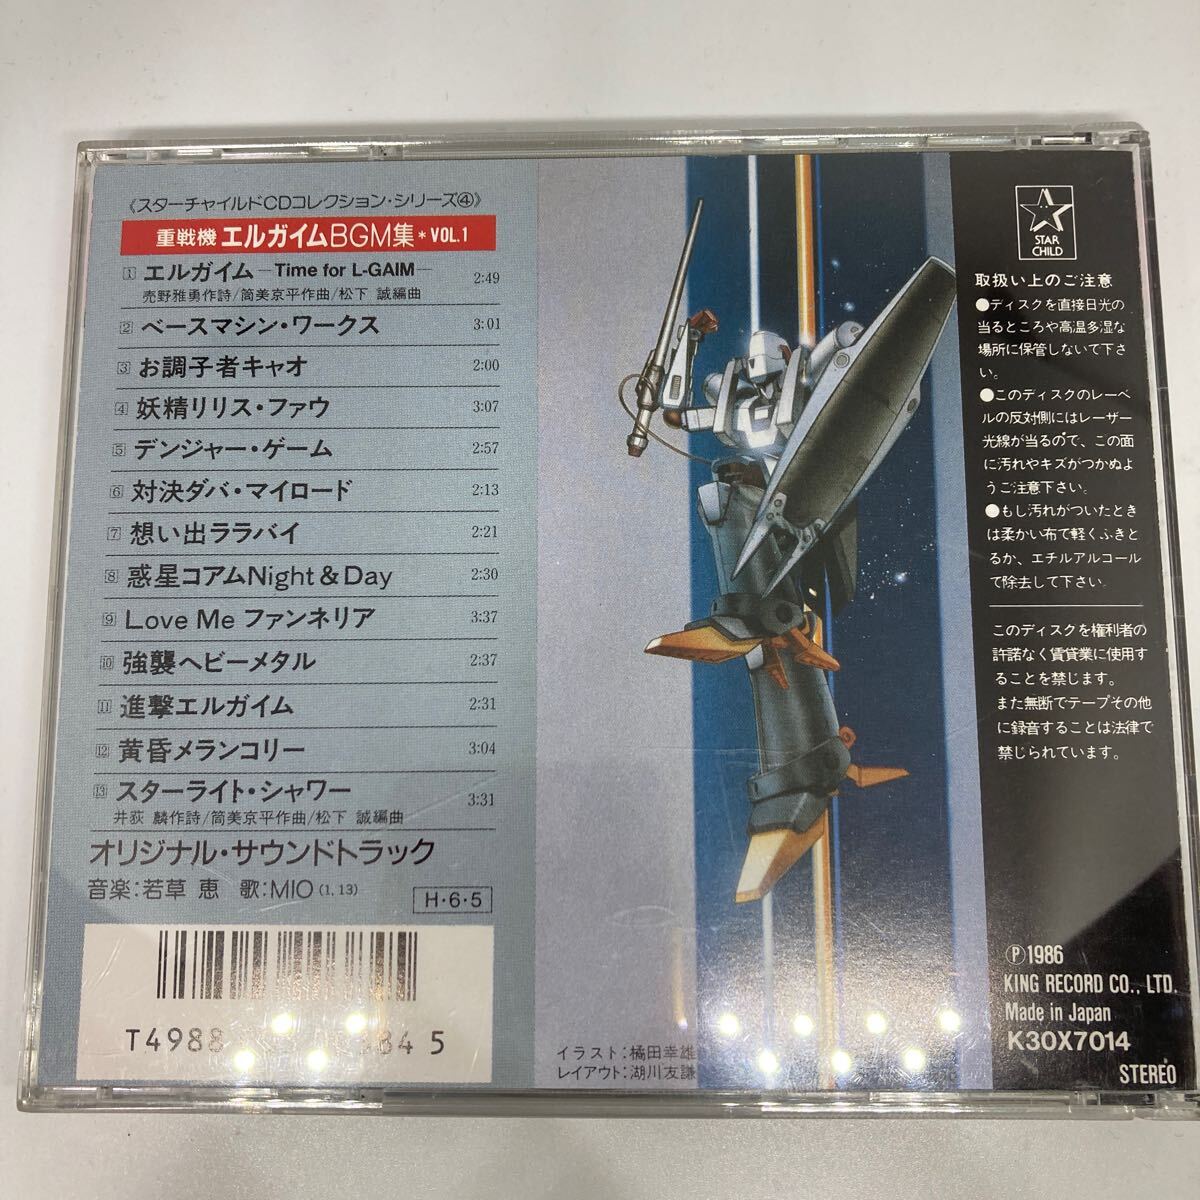 《スターチャイルドCDコレクション・シリーズ④》
重戦機 エルガイムBGM集*VOL.1
1 エルガイム—Time for L-GAIM— 2:49
売野雅勇作詩/筒美京平作曲/松下 誠編曲
2 ベースマシン・ワークス 3:01
3 お調子者キャオ 2:00
4 妖精リリス・ファウ 3:07
5 デンジャー・ゲーム 2:57
6 対決ダバ・マイロード 2:13
7 想い出ララバイ 2:21
8 惑星コアムNight & Day 2:30
9 Love Me ファンネリア 3:37
10 強襲ヘビーメタル 2:37
11 進撃エルガイム 2:31
12 黄昏メランコリー 3:04
13 スターライト・シャワー 3:31
井荻 麟作詩/筒美京平作曲/松下 誠編曲
オリジナル・サウンドトラック
音楽:若草 恵 歌:MIO (1, 13)
H・6・5
T4988 84 5
イラスト:橘田幸雄
レイアウト:湖川友謙
STAR
CHILD
取扱い上のご注意
●ディスクを直接日光の
当るところや高温多湿な
場所に保管しないで下さ
い。
●このディスクのレーベ
ルの反対側にはレーザー
光線が当るので、この面
に汚れやキズがつかぬよ
うご注意下さい。
●もし汚れがついたとき
は柔かい布で軽くふきと
るか、エチルアルコール
で除去して下さい。
このディスクを権利者の
許諾なく賃貸業に使用す
ることを禁じます。
また無断でテープその他
に録音することは法律で
禁じられています。
Ⓟ1986
KING RECORD CO., LTD.
Made in Japan
K30X7014
STEREO